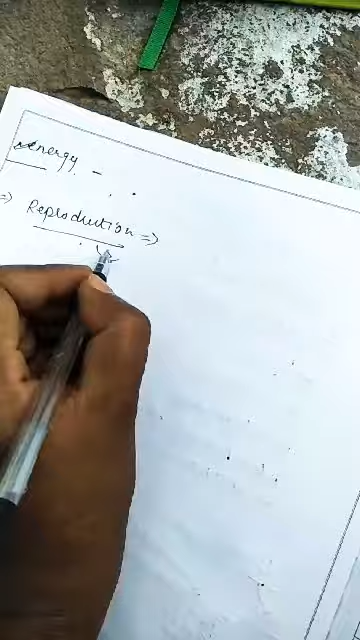 energy -
=> Reproduction =>